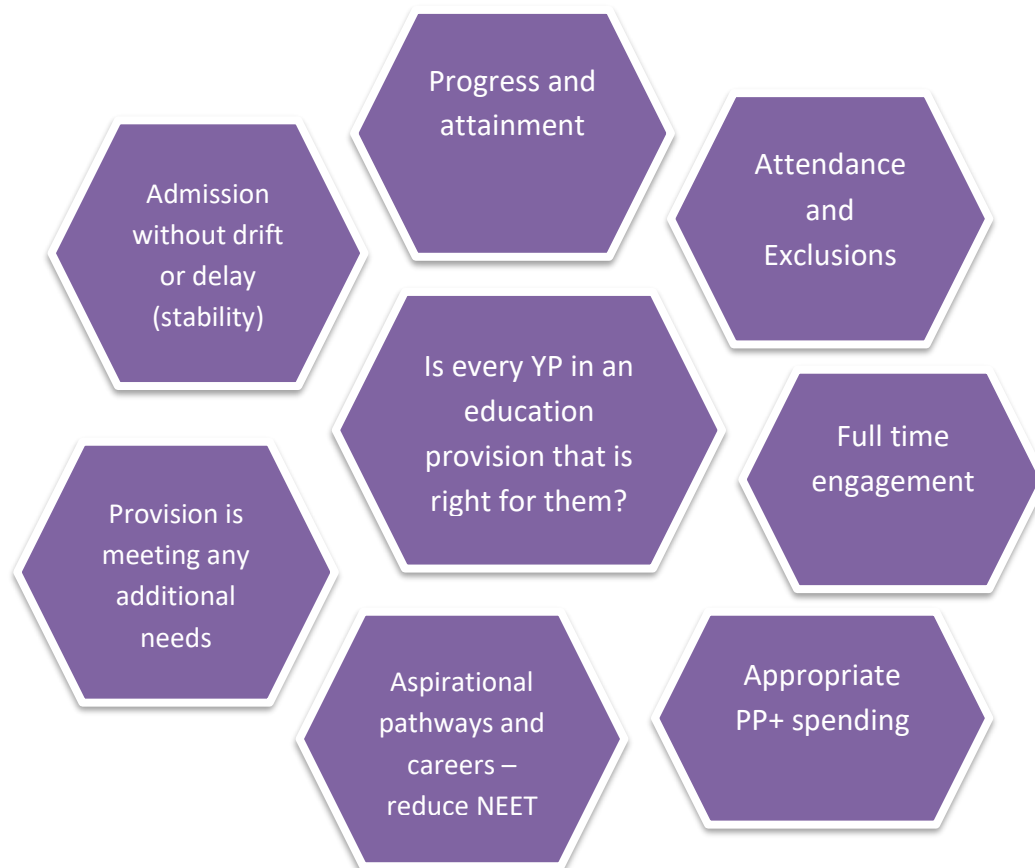 Progress and
attainment
Attendance
and
Exclusions
Admission
without drift
or delay
(stability)
Is every YP in an
education
provision that is
right for them?
Full time
engagement
Provision is
meeting any
additional
needs
Appropriate
PP+ spending
Aspirational
pathways and
careers –
reduce NEET